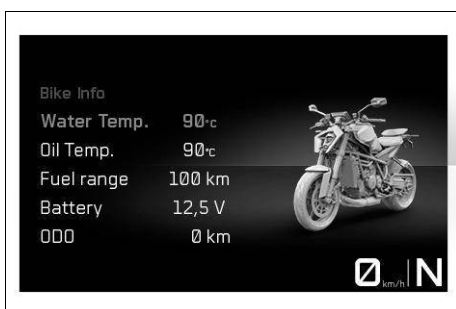 Bike Info
Water Temp. 90°C
Oil Temp. 90°C
Fuel range 100 km
Battery 12,5 V
ODO 0 km
0 km/h N